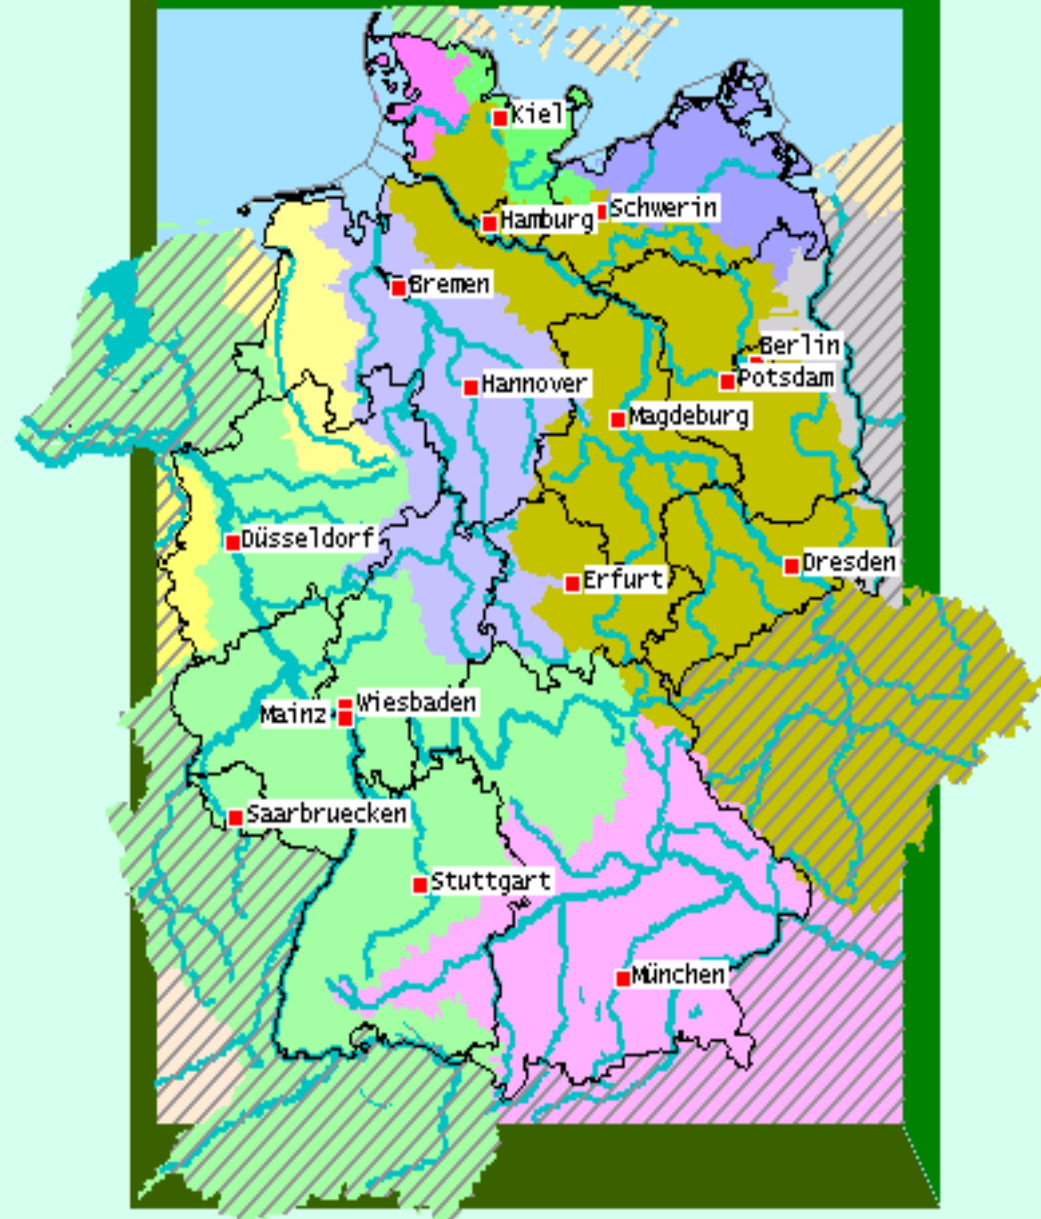 Kiel
Schwerin
Hamburg
Bremen
Berlin
Hannover
Potsdam
Magdeburg
Düsseldorf
Dresden
Erfurt
Wiesbaden
Mainz
Saarbruecken
Stuttgart
München